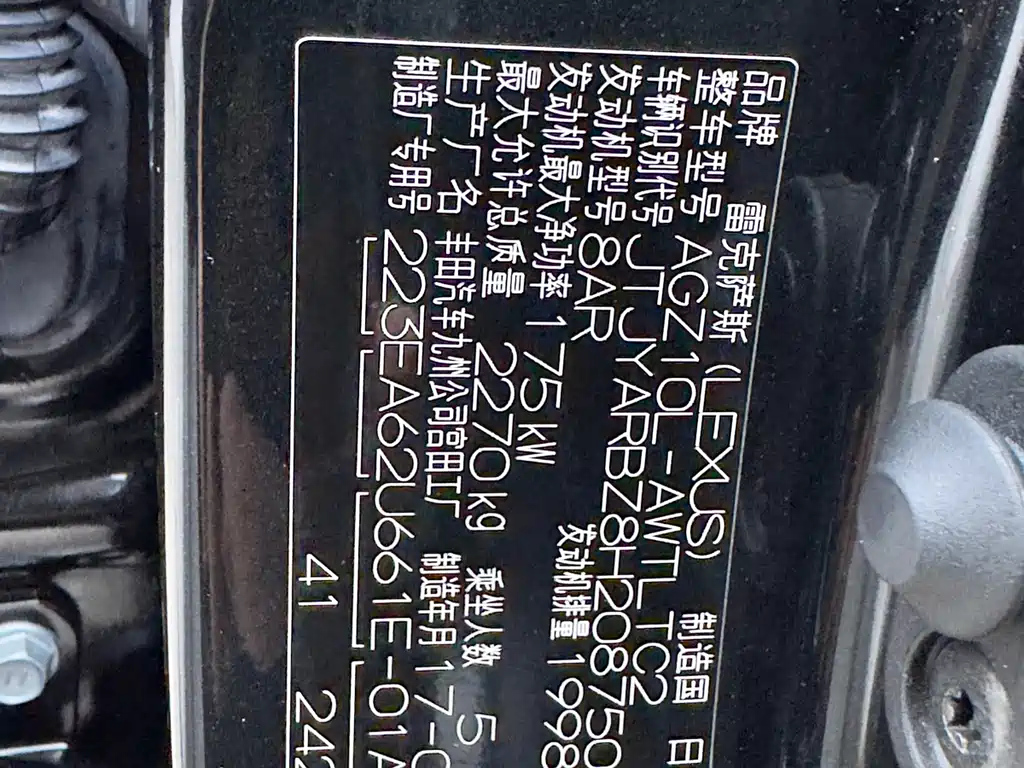 品牌 雷克萨斯(LEXUS) 制造国 日
整车型号 AGZ10L-AWTLTC2
车辆识别代号 JTJYARBZ8H208750
发动机型号 8AR
发动机最大净功率 175kW 发动机排量 1998
最大允许总质量 2270kg 乘坐人数 5
生产厂名 丰田汽车九州公司宫田工厂 制造年月 17-0
制造厂专用号 223EA62U661E-01A
41 242